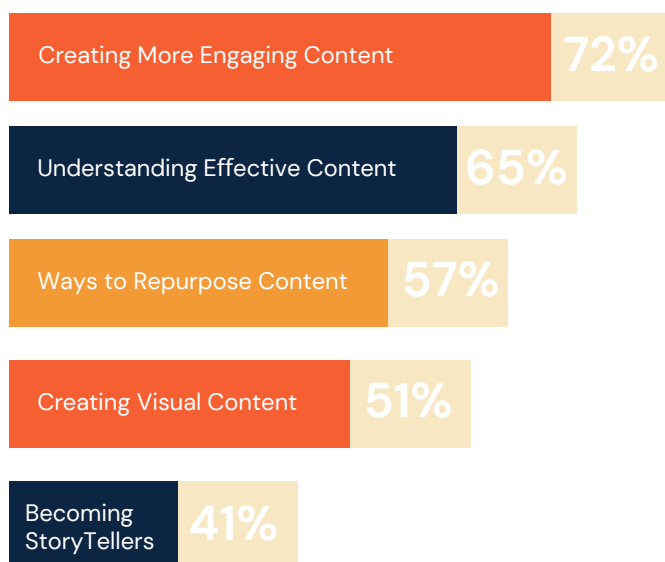 Creating More Engaging Content 72%
Understanding Effective Content 65%
Ways to Repurpose Content 57%
Creating Visual Content 51%
Becoming
StoryTellers
41%